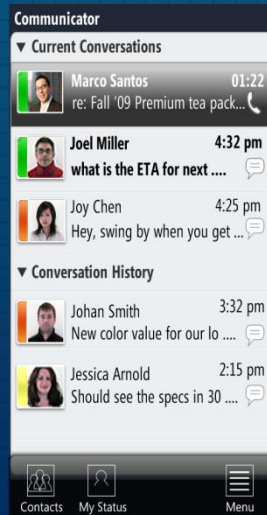 Communicator
▼ Current Conversations
Marco Santos 01:22
re: Fall '09 Premium tea pack...
Joel Miller 4:32 pm
what is the ETA for next ....
Joy Chen 4:25 pm
Hey, swing by when you get ...
▼ Conversation History
Johan Smith 3:32 pm
New color value for our lo ....
Jessica Arnold 2:15 pm
Should see the specs in 30 ....
Contacts My Status Menu